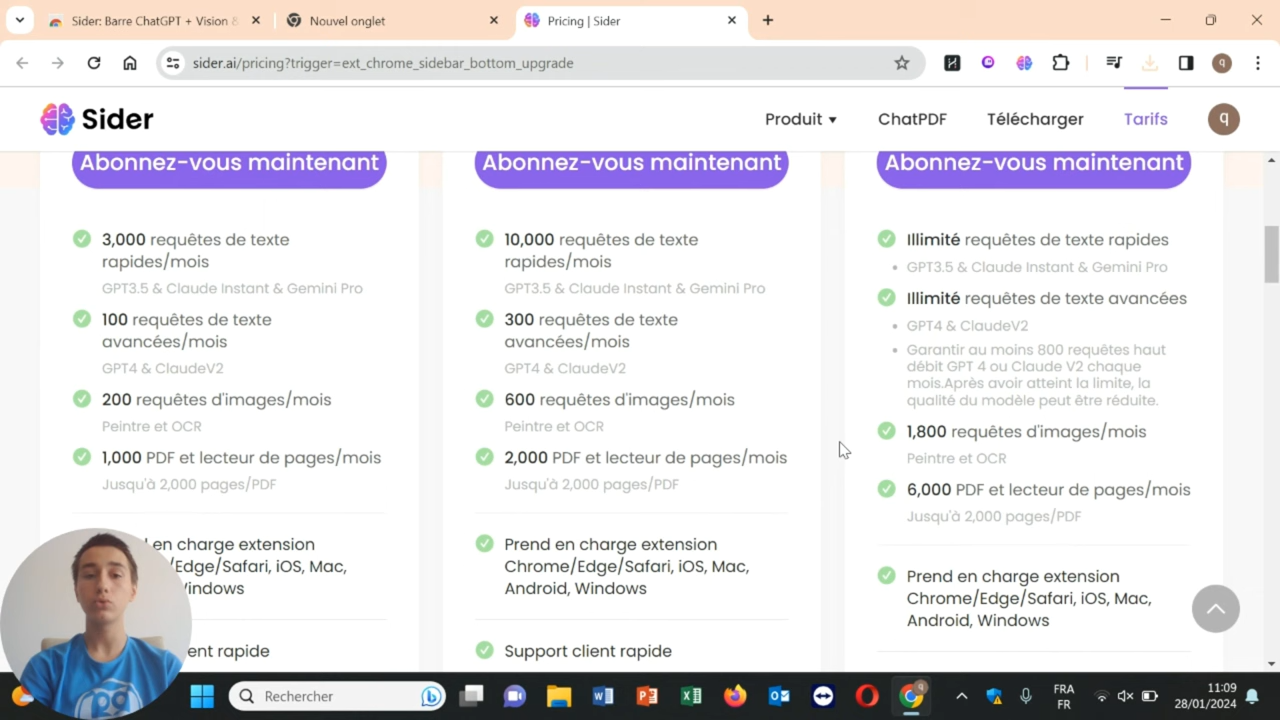 Sider: Barre ChatGPT + Vision &
Nouvel onglet
Pricing | Sider
sider.ai/pricing?trigger=ext_chrome_sidebar_bottom_upgrade
q
Sider
Produit
ChatPDF
Télécharger
Tarifs
q
Abonnez-vous maintenant
3,000 requêtes de texte
rapides/mois
GPT3.5 & Claude Instant & Gemini Pro
100 requêtes de texte
avancées/mois
GPT4 & ClaudeV2
200 requêtes d'images/mois
Peintre et OCR
1,000 PDF et lecteur de pages/mois
Jusqu'à 2,000 pages/PDF
en charge extension
/Edge/Safari, iOS, Mac,
Windows
ent rapide
Abonnez-vous maintenant
10,000 requêtes de texte
rapides/mois
GPT3.5 & Claude Instant & Gemini Pro
300 requêtes de texte
avancées/mois
GPT4 & ClaudeV2
600 requêtes d'images/mois
Peintre et OCR
2,000 PDF et lecteur de pages/mois
Jusqu'à 2,000 pages/PDF
Prend en charge extension
Chrome/Edge/Safari, iOS, Mac,
Android, Windows
Support client rapide
Abonnez-vous maintenant
Illimité requêtes de texte rapides
GPT3.5 & Claude Instant & Gemini Pro
Illimité requêtes de texte avancées
GPT4 & ClaudeV2
Garantir au moins 800 requêtes haut
débit GPT 4 ou Claude V2 chaque
mois.Après avoir atteint la limite, la
qualité du modèle peut être réduite.
1,800 requêtes d'images/mois
Peintre et OCR
6,000 PDF et lecteur de pages/mois
Jusqu'à 2,000 pages/PDF
Prend en charge extension
Chrome/Edge/Safari, iOS, Mac,
Android, Windows
Rechercher
FRA
FR
11:09
28/01/2024